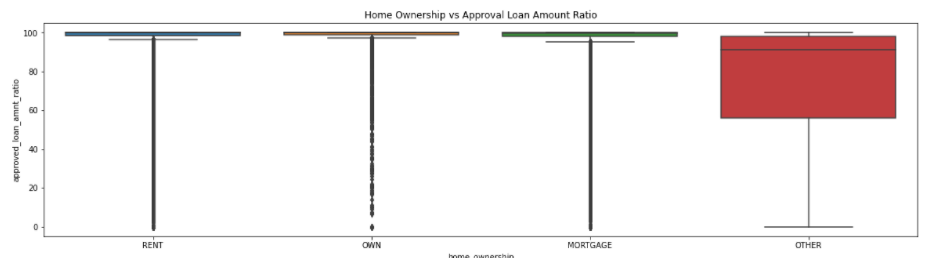 Home Ownership vs Approval Loan Amount Ratio
approved_loan_amnt_ratio
100
80
60
40
20
0
RENT OWN MORTGAGE OTHER
home_ownership